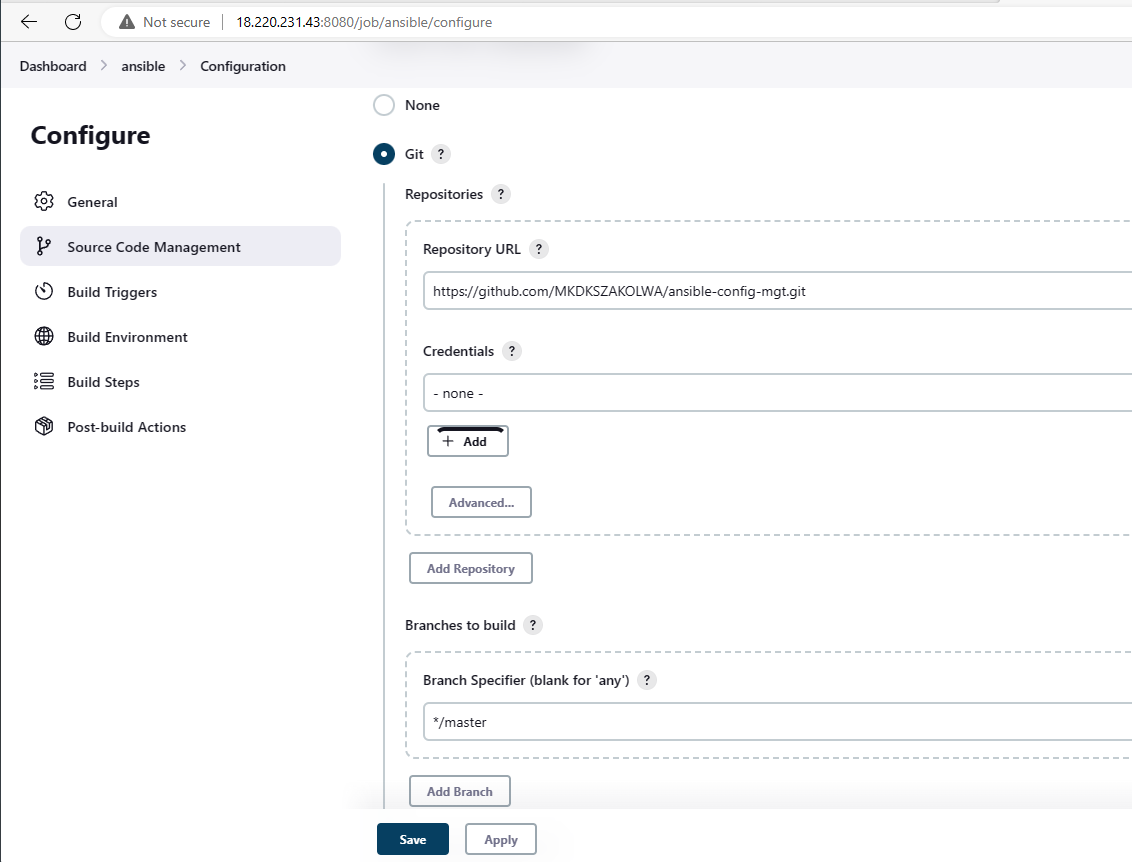 Not secure 18.220.231.43:8080/job/ansible/configure
Dashboard ansible Configuration
Configure
General
Source Code Management
Build Triggers
Build Environment
Build Steps
Post-build Actions
None
Git ?
Repositories ?
Repository URL ?
https://github.com/MKDKSZAKOLWA/ansible-config-mgt.git
Credentials ?
- none -
+ Add
Advanced...
Add Repository
Branches to build ?
Branch Specifier (blank for 'any') ?
*/master
Add Branch
Save Apply